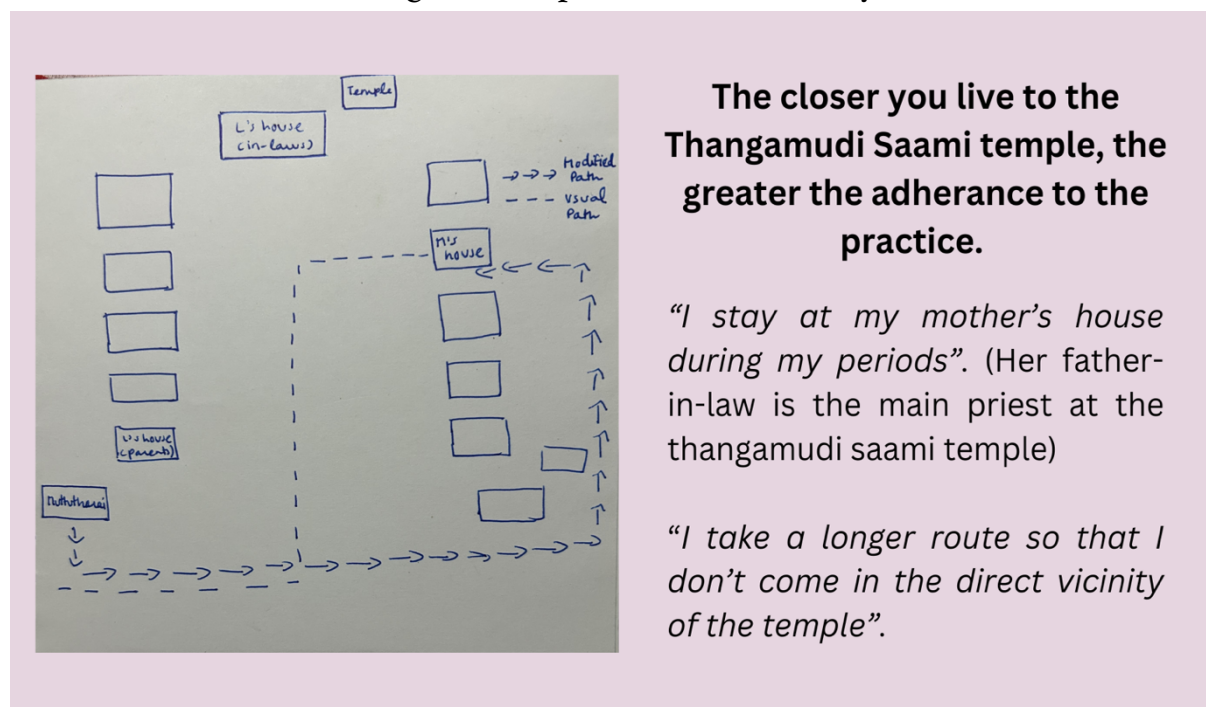 Temple
L's house
(in-laws)
Modified
Path
Usual
Path
M's
house
L's house
(parents)
The closer you live to the
Thangamudi Saami temple, the
greater the adherance to the
practice.
“I stay at my mother’s house
during my periods”. (Her father-
in-law is the main priest at the
thangamudi saami temple)
“I take a longer route so that I
don’t come in the direct vicinity
of the temple”.